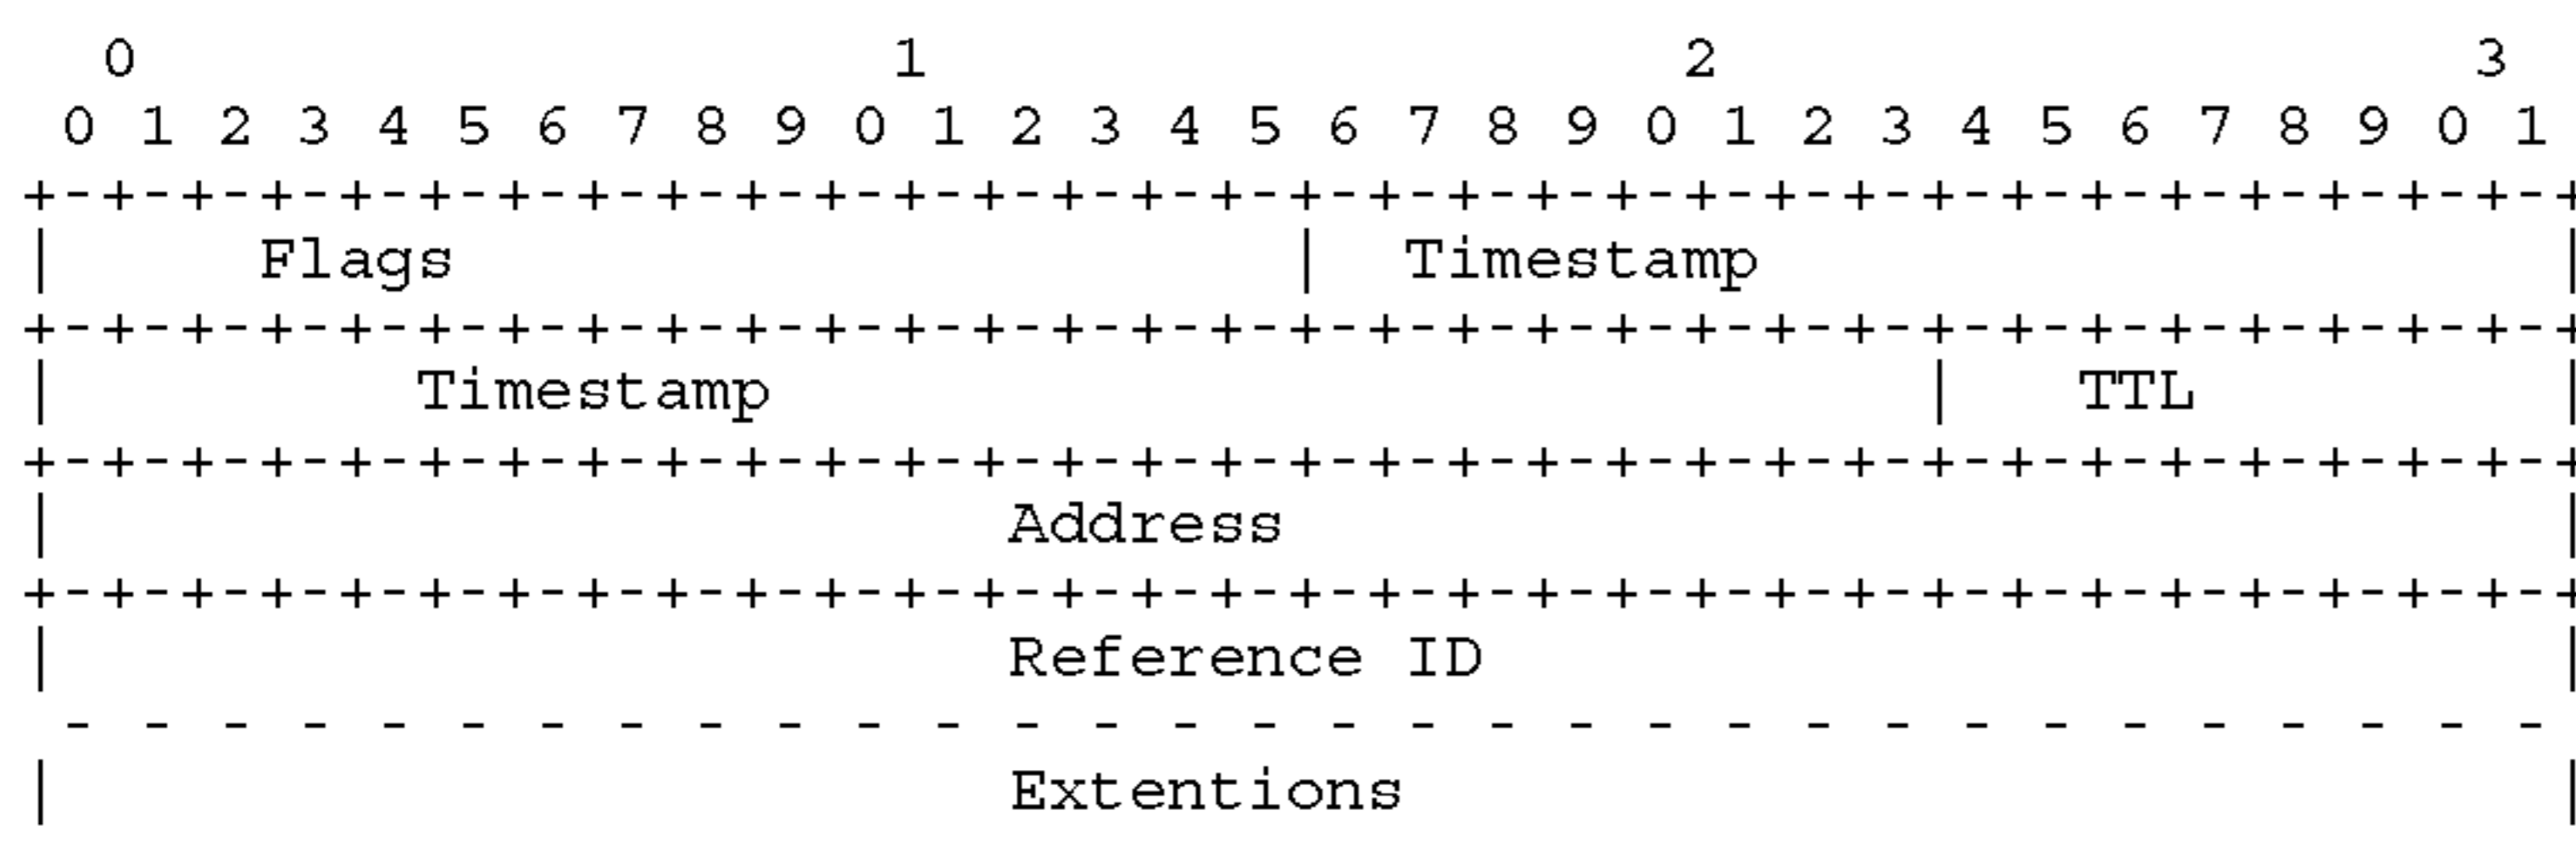 0                   1                   2                   3
 0 1 2 3 4 5 6 7 8 9 0 1 2 3 4 5 6 7 8 9 0 1 2 3 4 5 6 7 8 9 0 1
+-+-+-+-+-+-+-+-+-+-+-+-+-+-+-+-+-+-+-+-+-+-+-+-+-+-+-+-+-+-+-+-+
|     Flags                     |  Timestamp                    |
+-+-+-+-+-+-+-+-+-+-+-+-+-+-+-+-+-+-+-+-+-+-+-+-+-+-+-+-+-+-+-+-+
|         Timestamp                             |   TTL         |
+-+-+-+-+-+-+-+-+-+-+-+-+-+-+-+-+-+-+-+-+-+-+-+-+-+-+-+-+-+-+-+-+
|                        Address                                |
+-+-+-+-+-+-+-+-+-+-+-+-+-+-+-+-+-+-+-+-+-+-+-+-+-+-+-+-+-+-+-+-+
|                        Reference ID                           |
 - - - - - - - - - - - - - - - - - - - - - - - - - - - - - - - -
|                        Extentions                             |